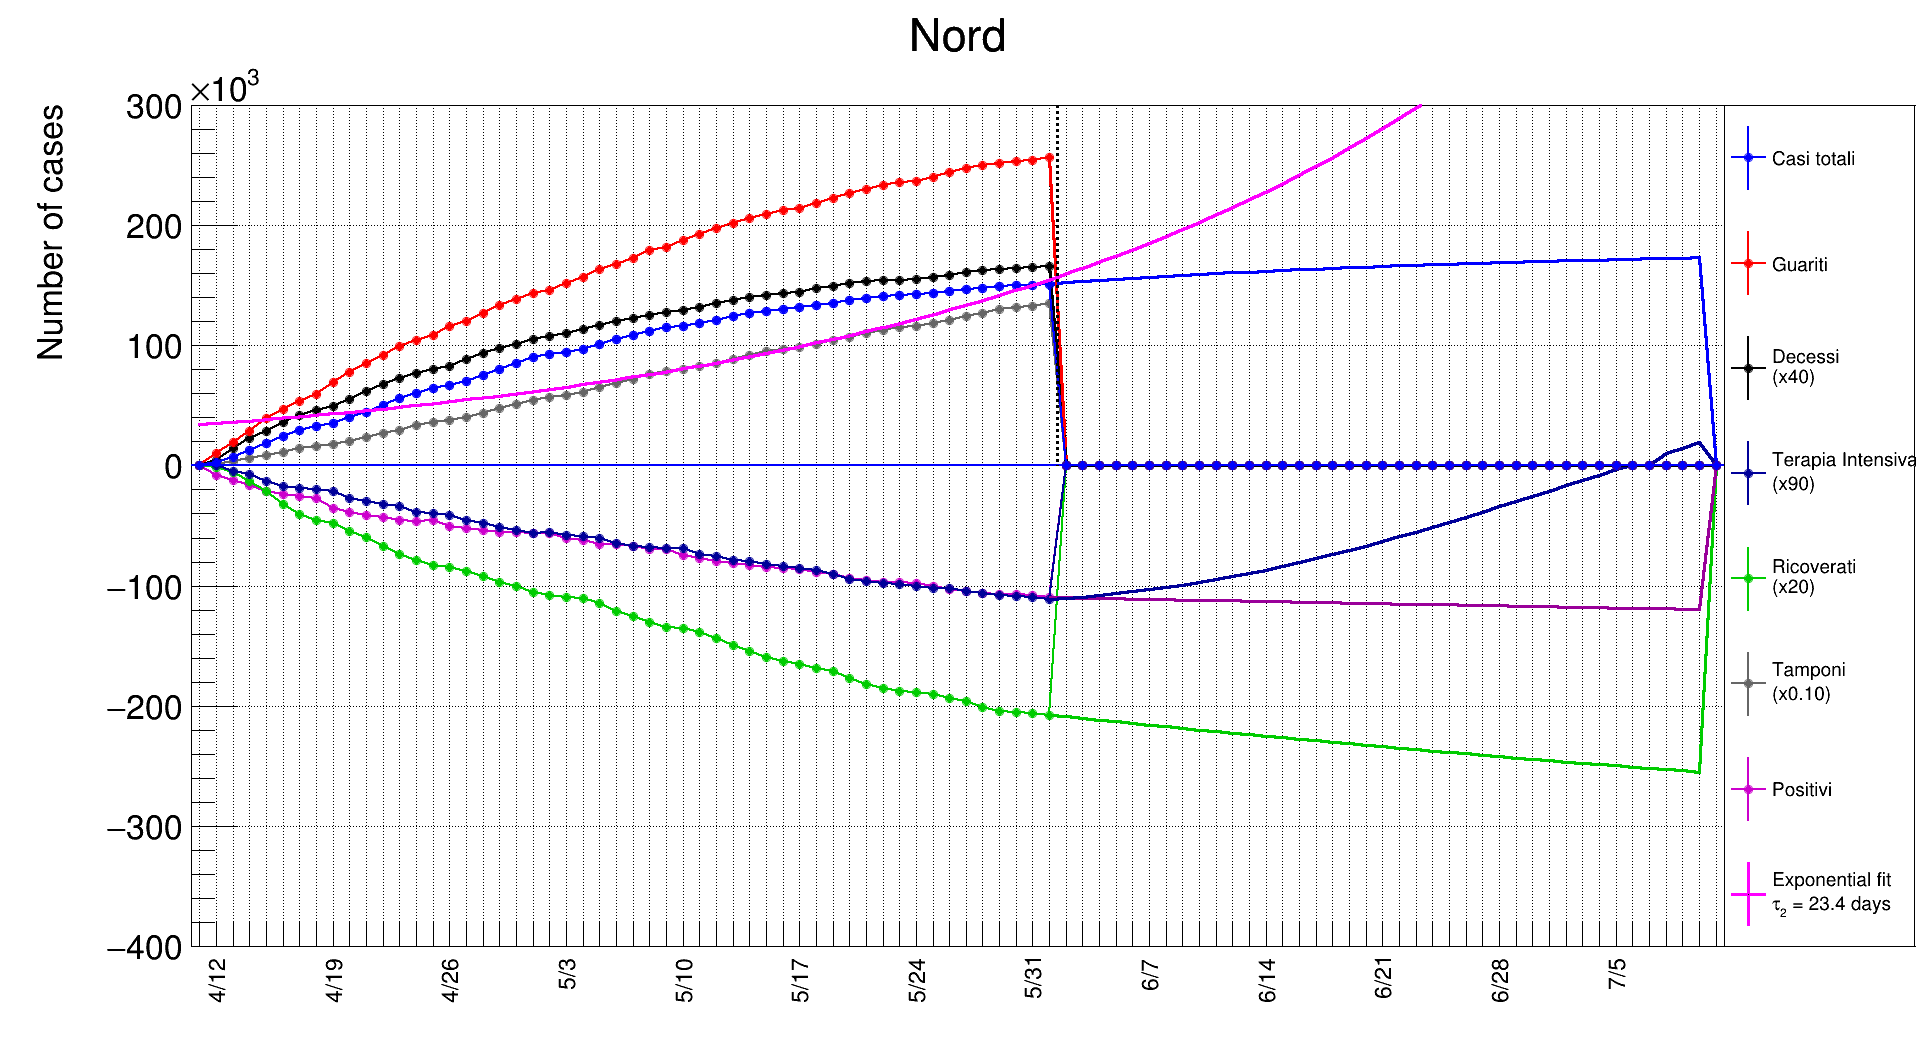 Nord
×10³
Number of cases
300
200
100
0
−100
−200
−300
−400
4/12
4/19
4/26
5/3
5/10
5/17
5/24
5/31
6/7
6/14
6/21
6/28
7/5
Casi totali
Guariti
Decessi
(x40)
Terapia Intensiva
(x90)
Ricoverati
(x20)
Tamponi
(x0.10)
Positivi
Exponential fit
τ₂ = 23.4 days